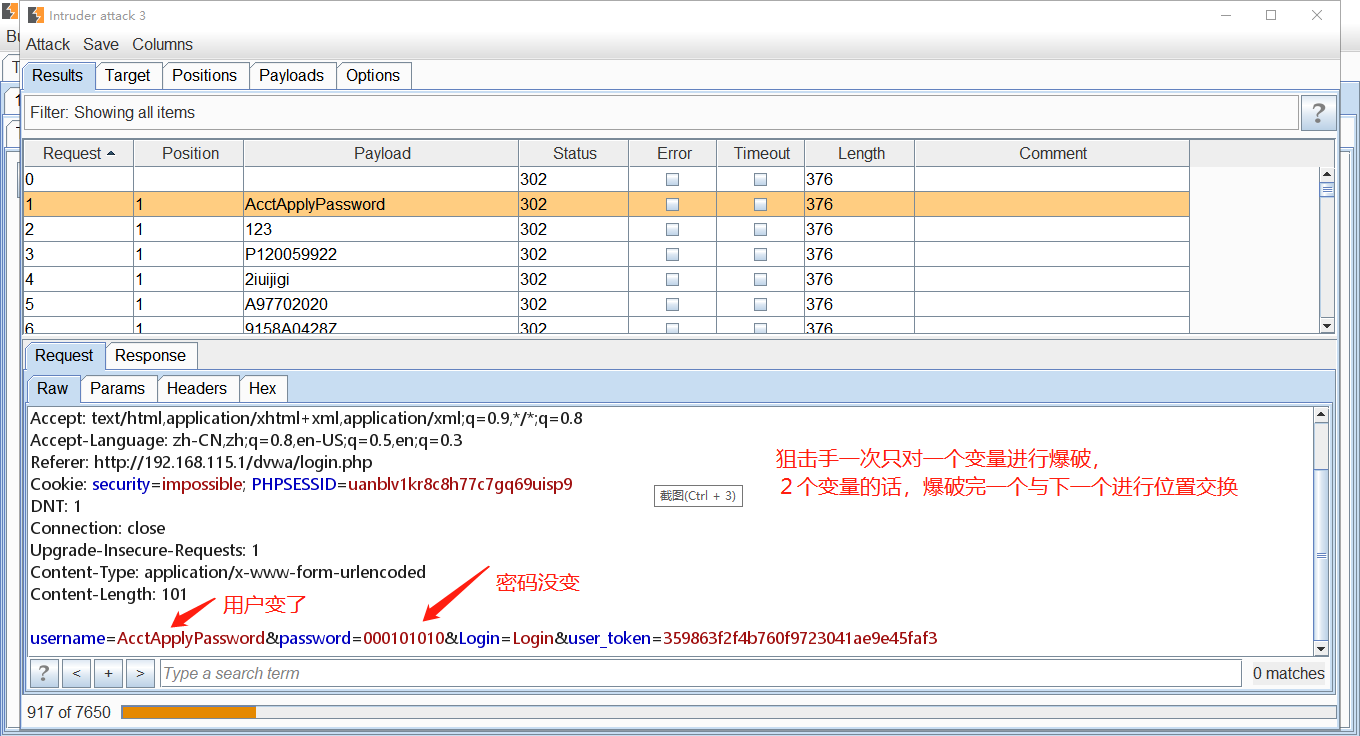 Bu
Intruder attack 3
Attack Save Columns
Results Target Positions Payloads Options
Filter: Showing all items
?
Request Position Payload Status Error Timeout Length Comment
0 302 376
1 1 AcctApplyPassword 302 376
2 1 123 302 376
3 1 P120059922 302 376
4 1 2iuijigi 302 376
5 1 A97702020 302 376
6 1 9158A0428Z 302 376
Request Response
Raw Params Headers Hex
Accept: text/html,application/xhtml+xml,application/xml;q=0.9,*/*;q=0.8
Accept-Language: zh-CN,zh;q=0.8,en-US;q=0.5,en;q=0.3
Referer: http://192.168.115.1/dvwa/login.php
Cookie: security=impossible; PHPSESSID=uanblv1kr8c8h77c7gq69uisp9
DNT: 1
Connection: close
Upgrade-Insecure-Requests: 1
Content-Type: application/x-www-form-urlencoded
Content-Length: 101
狙击手一次只对一个变量进行爆破，
２个变量的话，爆破完一个与下一个进行位置交换
截图(Ctrl + 3)
密码没变
用户变了
username=AcctApplyPassword&password=000101010&Login=Login&user_token=359863f2f4b760f9723041ae9e45faf3
? < + > Type a search term 0 matches
917 of 7650